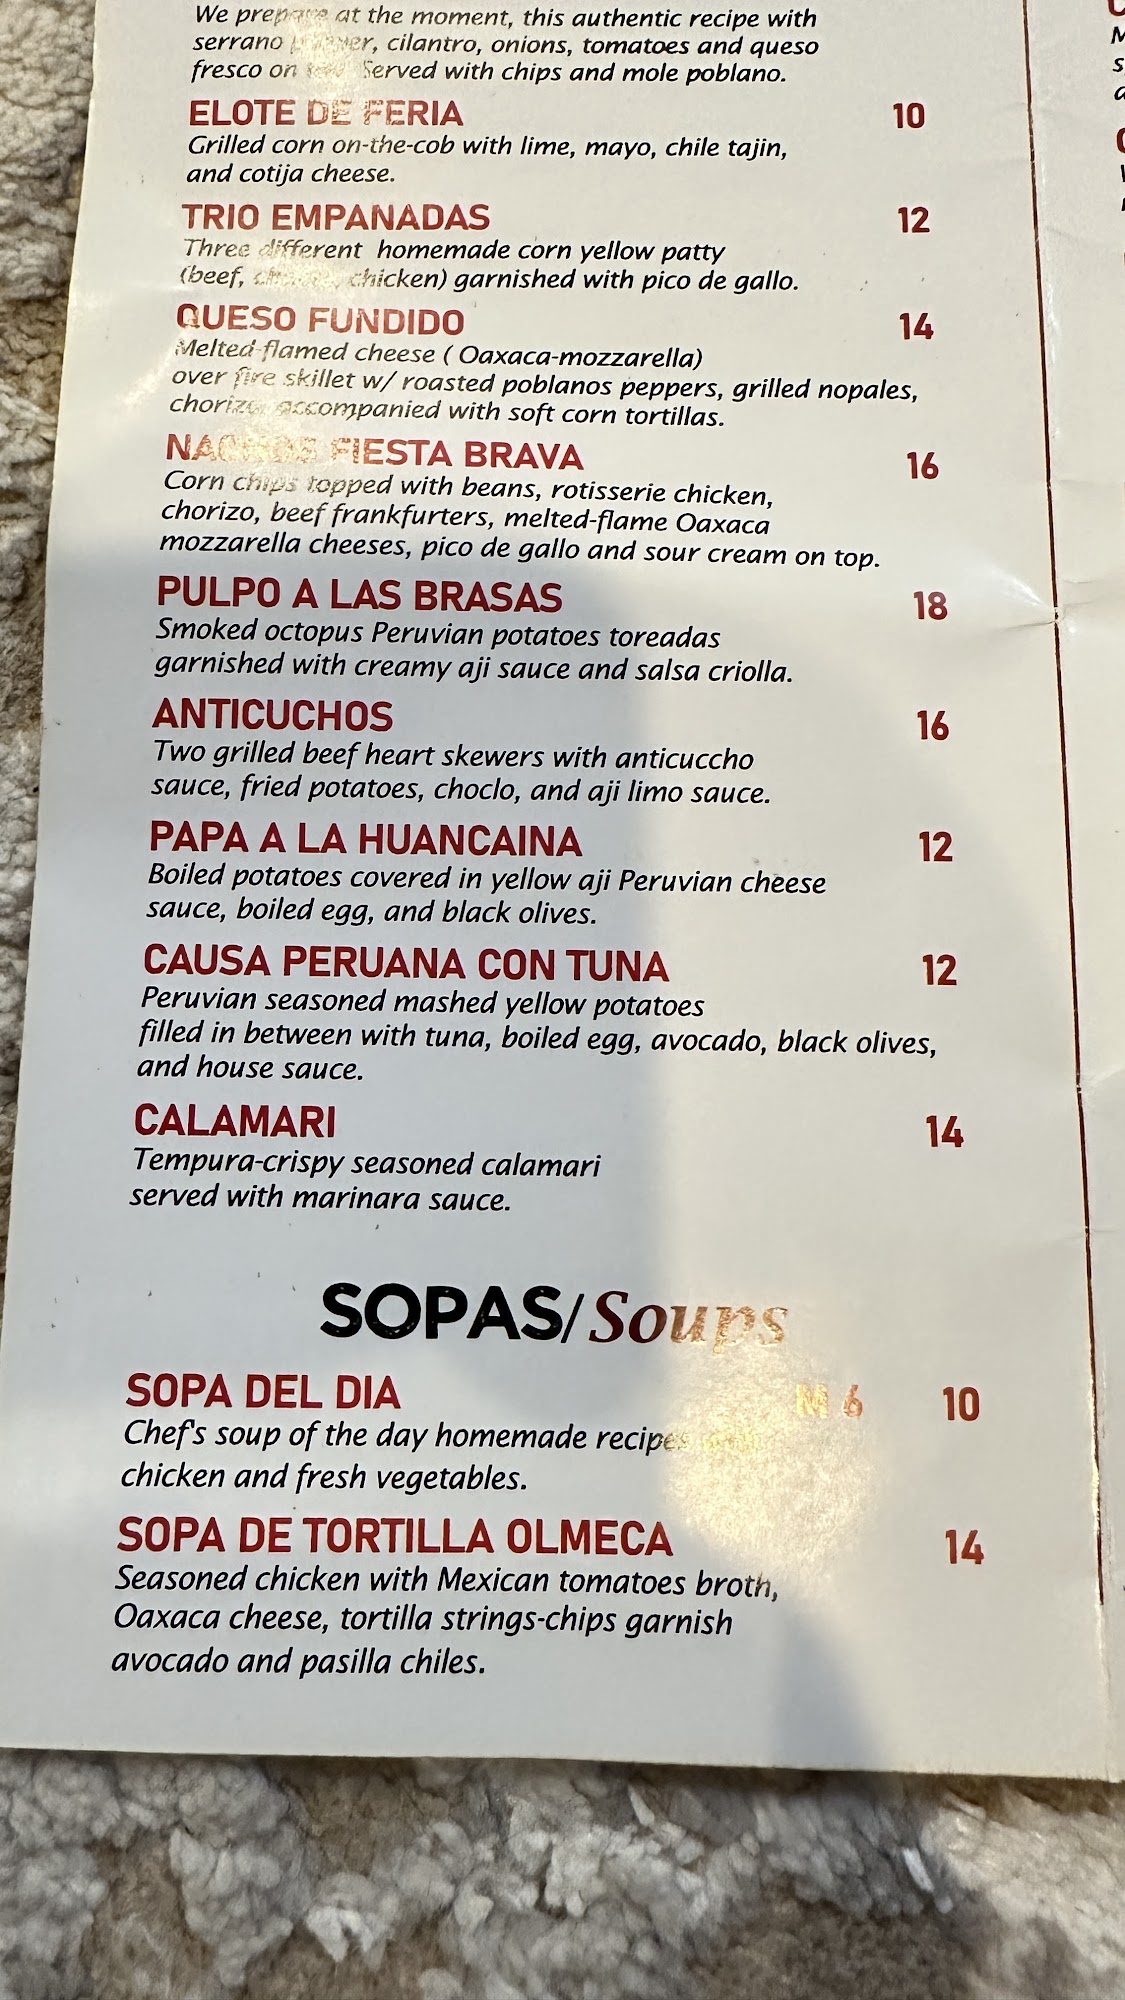 We prepare at the moment, this authentic recipe with
serrano cilantro, onions, tomatoes and queso
fresco on Served with chips and mole poblano.
ELOTE DE FERIA 10
Grilled corn on-the-cob with lime, mayo, chile tajin,
and cotija cheese.
TRIO EMPANADAS 12
Three different homemade corn yellow patty
(beef, chicken) garnished with pico de gallo.
QUESO FUNDIDO 14
Melted-flamed cheese ( Oaxaca-mozzarella)
over fire skillet w/ roasted poblanos peppers, grilled nopales,
chorizo, accompanied with soft corn tortillas.
NACHOS FIESTA BRAVA 16
Corn chips topped with beans, rotisserie chicken,
chorizo, beef frankfurters, melted-flame Oaxaca
mozzarella cheeses, pico de gallo and sour cream on top.
PULPO A LAS BRASAS 18
Smoked octopus Peruvian potatoes toreadas
garnished with creamy aji sauce and salsa criolla.
ANTICUCHOS 16
Two grilled beef heart skewers with anticuccho
sauce, fried potatoes, choclo, and aji limo sauce.
PAPA A LA HUANCAINA 12
Boiled potatoes covered in yellow aji Peruvian cheese
sauce, boiled egg, and black olives.
CAUSA PERUANA CON TUNA 12
Peruvian seasoned mashed yellow potatoes
filled in between with tuna, boiled egg, avocado, black olives,
and house sauce.
CALAMARI 14
Tempura-crispy seasoned calamari
served with marinara sauce.
SOPAS/Soups
SOPA DEL DIA M 6 10
Chef's soup of the day homemade recipes
chicken and fresh vegetables.
SOPA DE TORTILLA OLMECA 14
Seasoned chicken with Mexican tomatoes broth,
Oaxaca cheese, tortilla strings-chips garnish
avocado and pasilla chiles.